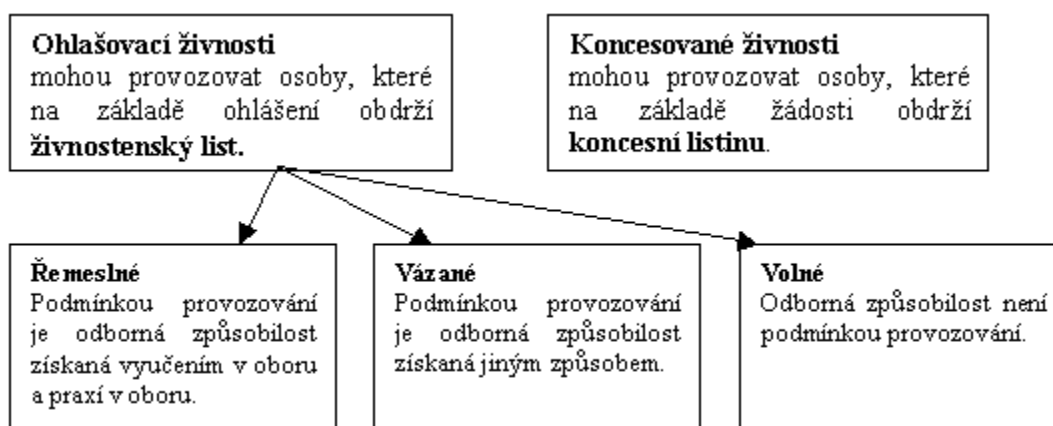 Ohlašovací živnosti
mohou provozovat osoby, které
na základě ohlášení obdrží
živnostenský list.
Koncesované živnosti
mohou provozovat osoby, které
na základě žádosti obdrží
koncesní listinu.
Řemeslné
Podmínkou provozování
je odborná způsobilost
získaná vyučením v oboru
a praxí v oboru.
Vázané
Podmínkou provozování
je odborná způsobilost
získaná jiným způsobem.
Volné
Odborná způsobilost není
podmínkou provozování.